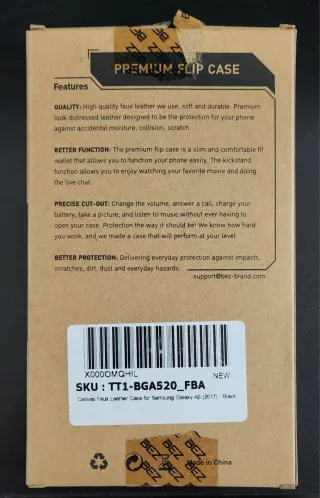 PREMIUM FLIP CASE
Features
QUALITY: High quality faux leather we use, soft and durable. Premium
look distressed leather designed to be the protection for your phone
against accidental moisture, collision, scratch
BETTER FUNCTION: The premium flip case is a slim and comfortable fit
wallet that allows you to function your phone easily. The kickstand
function allows you to enjoy watching your favorite movie and doing
the live chat.
PRECISE CUT-OUT: Change the volume, answer a call, charge your
battery, take a picture, and listen to music without ever having to
open your case. Protection the way it should be! We know how hard
you work, and we made a case that will perform at your level
BETTER PROTECTION: Delivering everyday protection against impacts,
scratches, dirt, dust and everyday hazards
support@bez-brand.com
X000OMQHIL
NEW
SKU : TT1-BGA520_FBA
Canvas Faux Leather Case for Samsung Galaxy A5 (2017) - Black
BEZ BEZ BEZ
Made in China